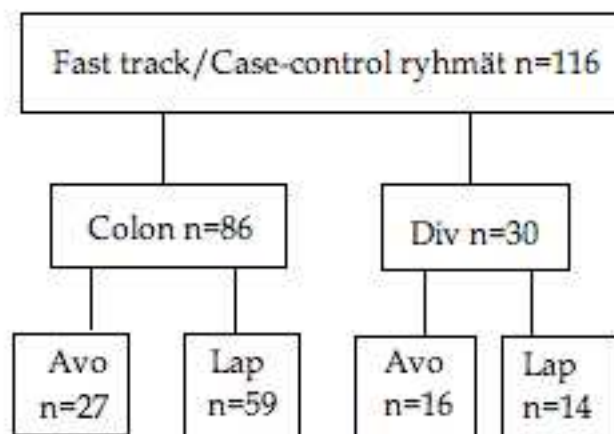 Fast track/Case-control ryhmät n=116
Colon n=86
Div n=30
Avo
n=27
Lap
n=59
Avo
n=16
Lap
n=14